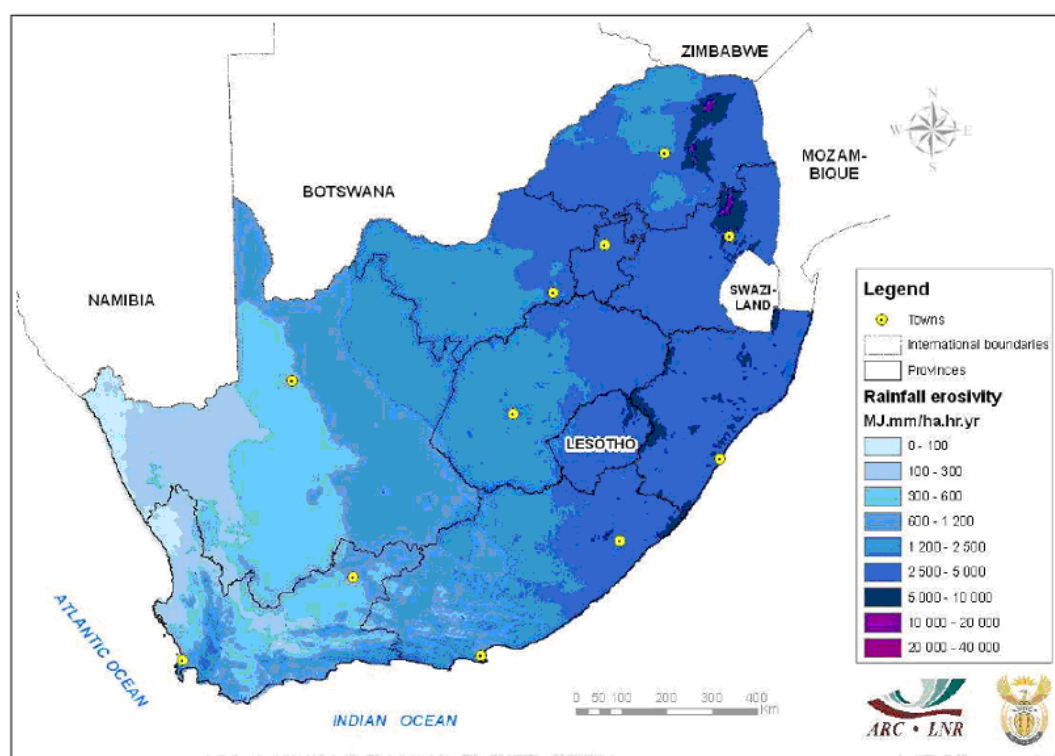 ZIMBABWE
N
W
E
S
MOZAM-
BIQUE
BOTSWANA
NAMIBIA
SWAZI-
LAND
LESOTHO
ATLANTIC OCEAN
INDIAN OCEAN
0 50 100 200 300 400
Km
Legend
Towns
International boundaries
Provinces
Rainfall erosivity
MJ.mm/ha.hr.yr
0 - 100
100 - 300
300 - 600
600 - 1 200
1 200 - 2 500
2 500 - 5 000
5 000 - 10 000
10 000 - 20 000
20 000 - 40 000
ARC • LNR